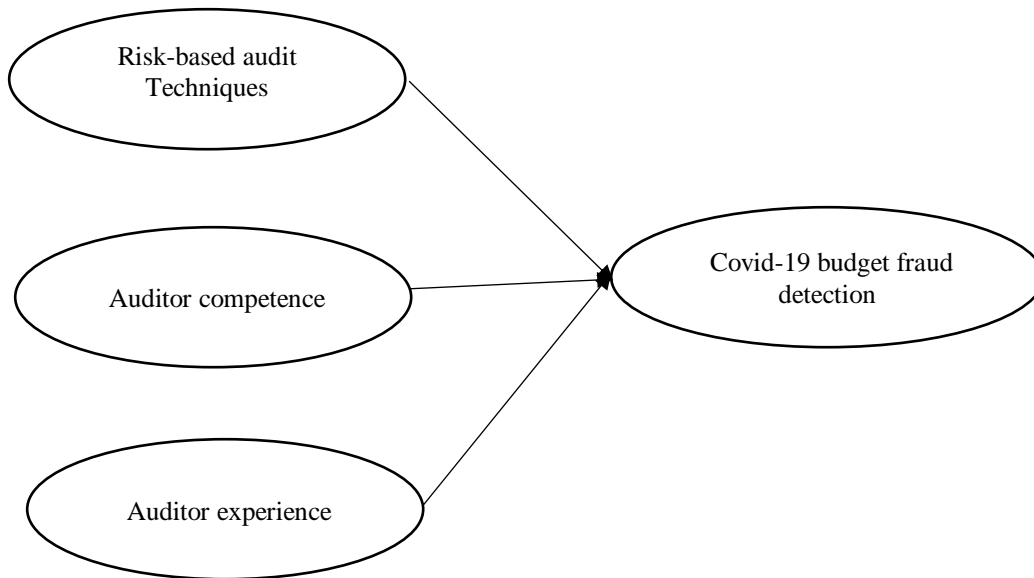 Risk-based audit
Techniques
Auditor competence
Auditor experience
Covid-19 budget fraud
detection